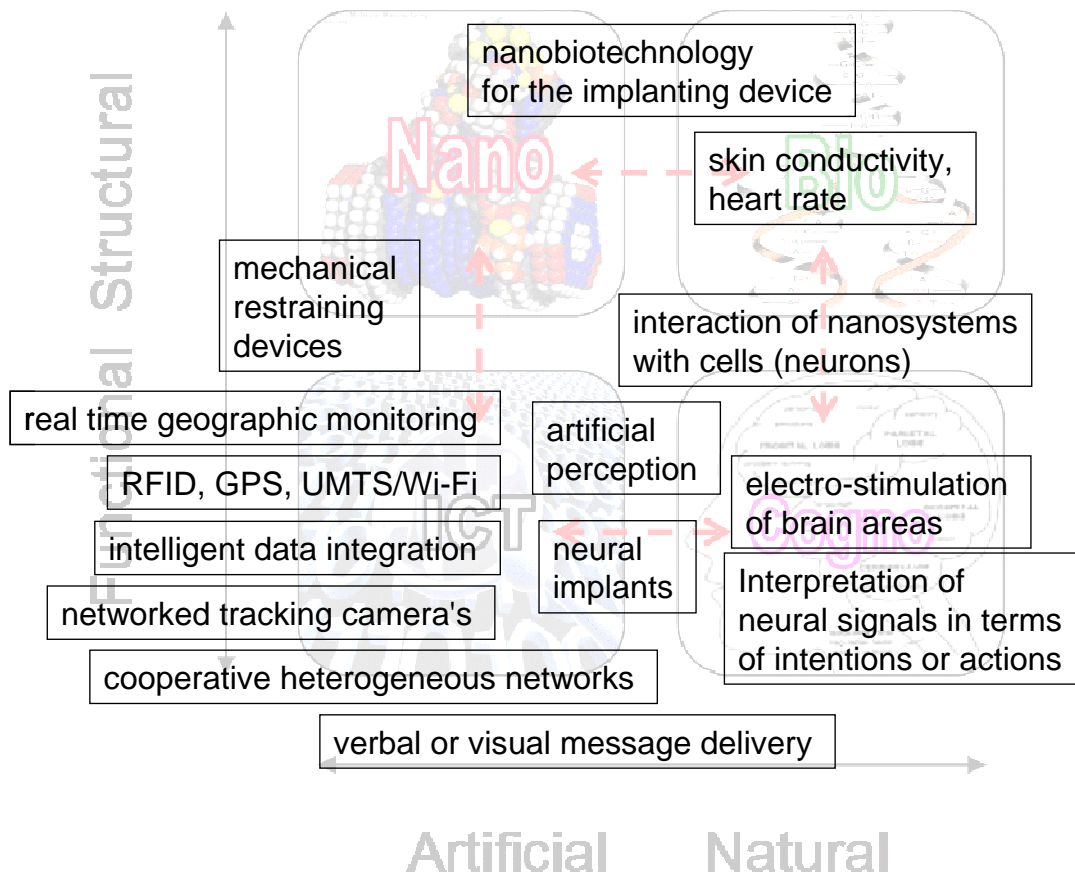 nanobiotechnology
for the implanting device
Nano
Bio
skin conductivity,
heart rate
Structural
mechanical
restraining
devices
interaction of nanosystems
with cells (neurons)
Functional
real time geographic monitoring
artificial
perception
RFID, GPS, UMTS/Wi-Fi
ICT
electro-stimulation
of brain areas
Cogno
intelligent data integration
neural
implants
Interpretation of
neural signals in terms
of intentions or actions
networked tracking camera's
cooperative heterogeneous networks
verbal or visual message delivery
Artificial
Natural